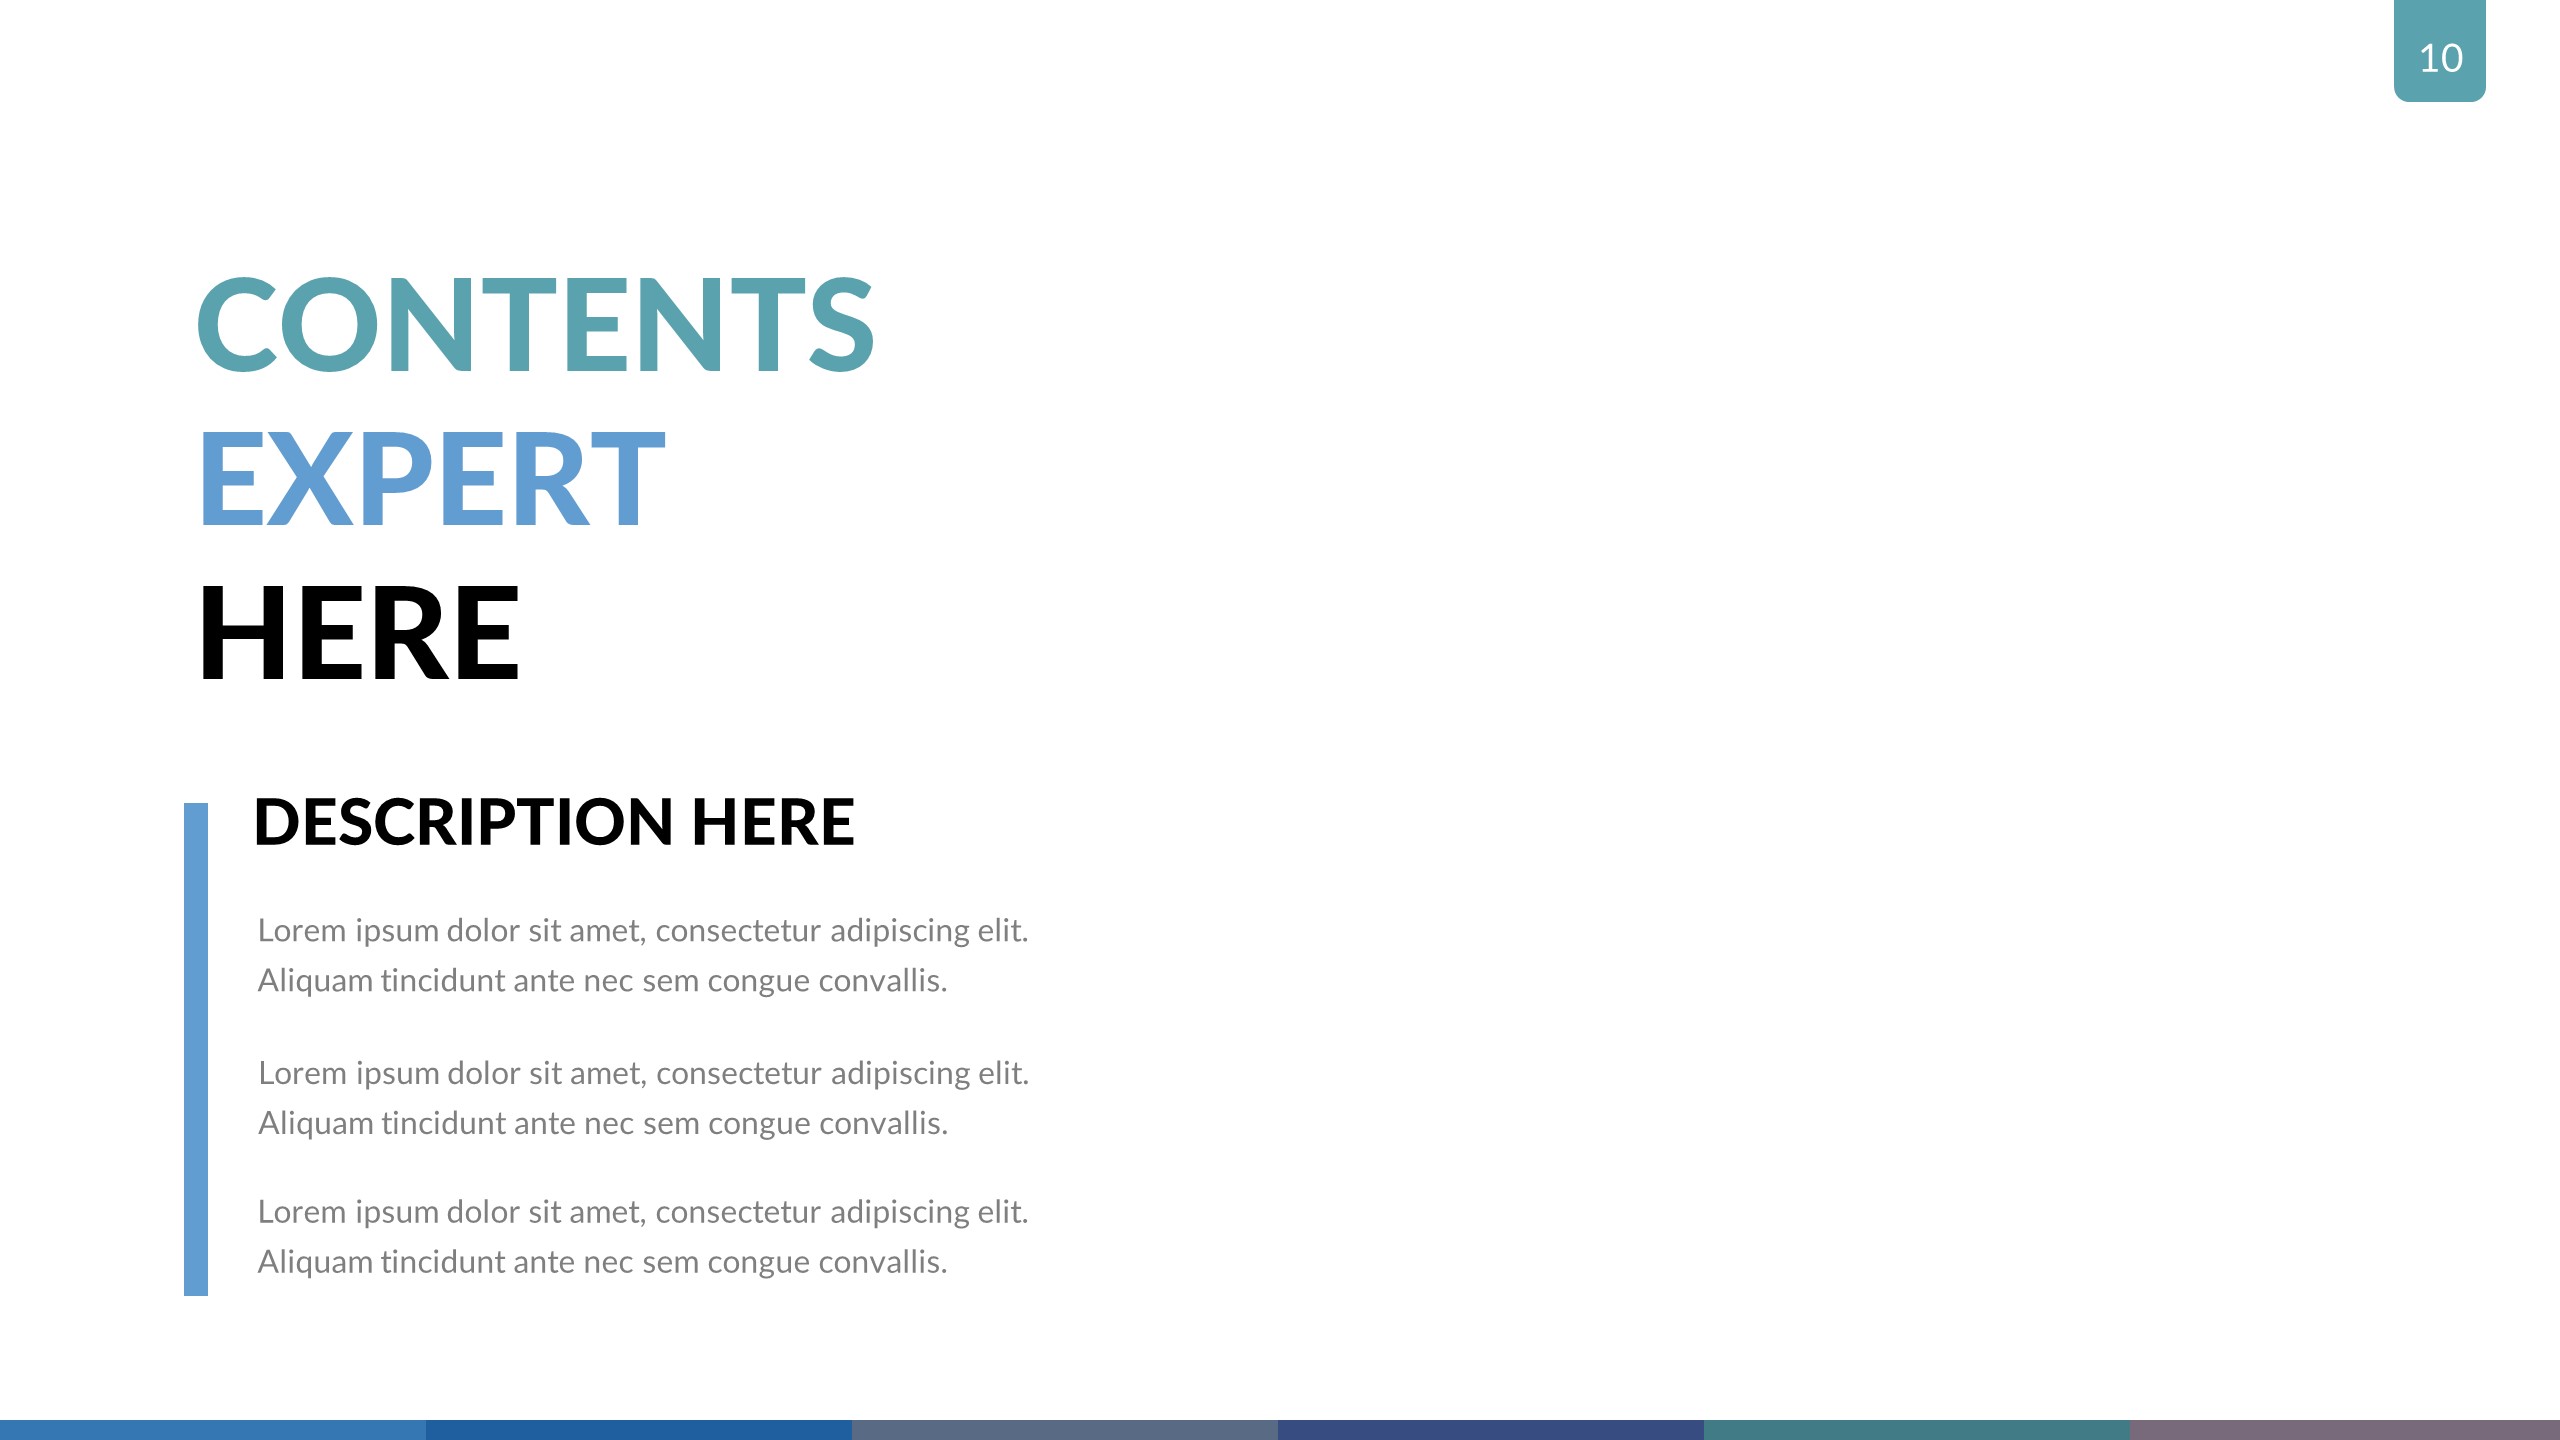 10
CONTENTS
EXPERT
HERE
DESCRIPTION HERE
Lorem ipsum dolor sit amet, consectetur adipiscing elit.
Aliquam tincidunt ante nec sem congue convallis.
Lorem ipsum dolor sit amet, consectetur adipiscing elit.
Aliquam tincidunt ante nec sem congue convallis.
Lorem ipsum dolor sit amet, consectetur adipiscing elit.
Aliquam tincidunt ante nec sem congue convallis.